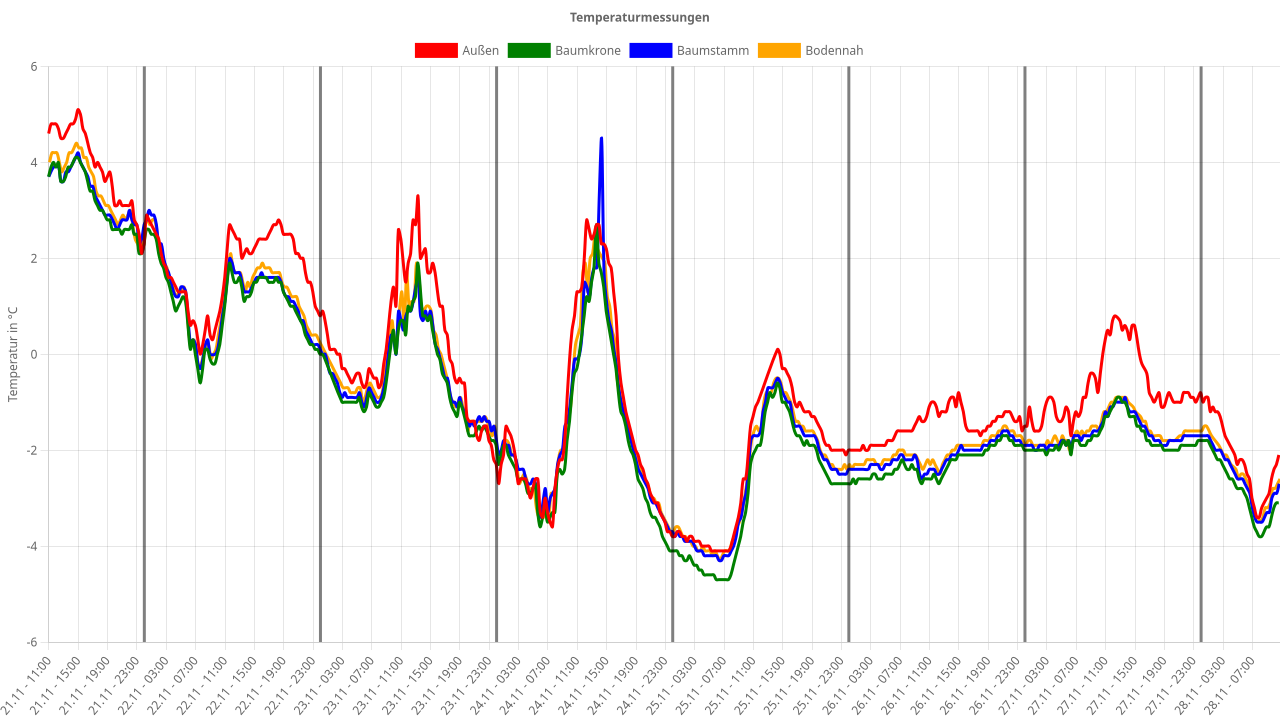 Temperaturmessungen
Außen Baumkrone Baumstamm Bodennah
Temperatur in °C
6
4
2
0
-2
-4
-6
21.11 - 11:00
21.11 - 15:00
21.11 - 19:00
21.11 - 23:00
22.11 - 03:00
22.11 - 07:00
22.11 - 11:00
22.11 - 15:00
22.11 - 19:00
22.11 - 23:00
23.11 - 03:00
23.11 - 07:00
23.11 - 11:00
23.11 - 15:00
23.11 - 19:00
23.11 - 23:00
24.11 - 03:00
24.11 - 07:00
24.11 - 11:00
24.11 - 15:00
24.11 - 19:00
24.11 - 23:00
25.11 - 03:00
25.11 - 07:00
25.11 - 11:00
25.11 - 15:00
25.11 - 19:00
25.11 - 23:00
26.11 - 03:00
26.11 - 07:00
26.11 - 11:00
26.11 - 15:00
26.11 - 19:00
26.11 - 23:00
27.11 - 03:00
27.11 - 07:00
27.11 - 11:00
27.11 - 15:00
27.11 - 19:00
27.11 - 23:00
28.11 - 03:00
28.11 - 07:00